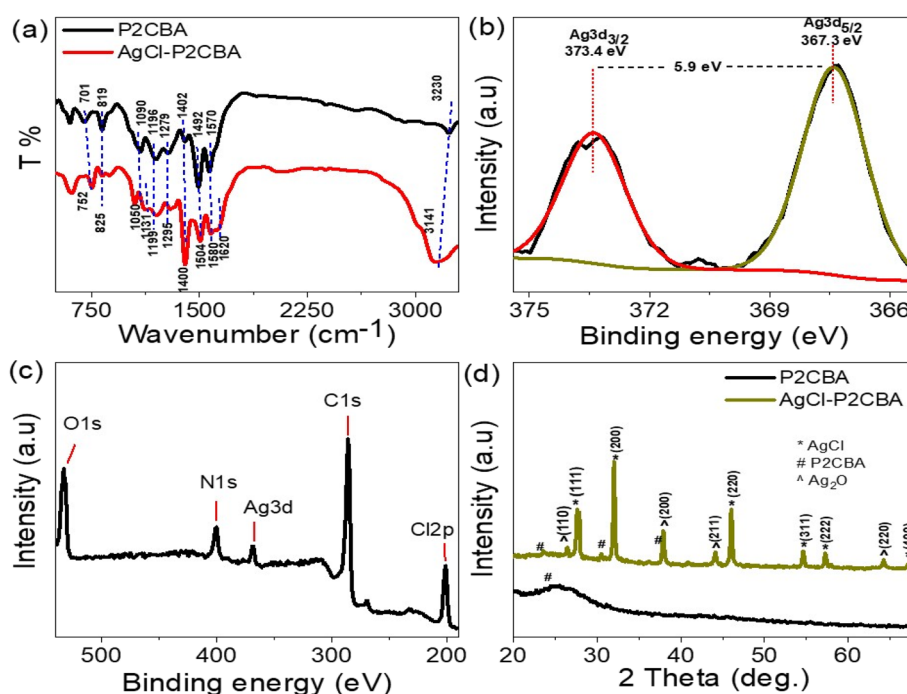 (a)
P2CBA
AgCl-P2CBA
701
819
1090
1196
1279
1402
1492
1570
3230
752
825
1050
1131
1199
1295
1400
1504
1580
1620
3141
T %
750
1500
2250
3000
Wavenumber (cm-1)
(b)
Ag3d3/2
373.4 eV
Ag3d5/2
367.3 eV
5.9 eV
Intensity (a.u)
375
372
369
366
Binding energy (eV)
(c)
O1s
N1s
Ag3d
C1s
Cl2p
Intensity (a.u)
500
400
300
200
Binding energy (eV)
(d)
P2CBA
AgCl-P2CBA
* AgCl
# P2CBA
^ Ag2O
#
^(110)
*(111)
#
*(200)
#
^(200)
^(211)
*(220)
*(311)
*(222)
^(220)
#
Intensity (a.u)
20
30
40
50
60
2 Theta (deg.)